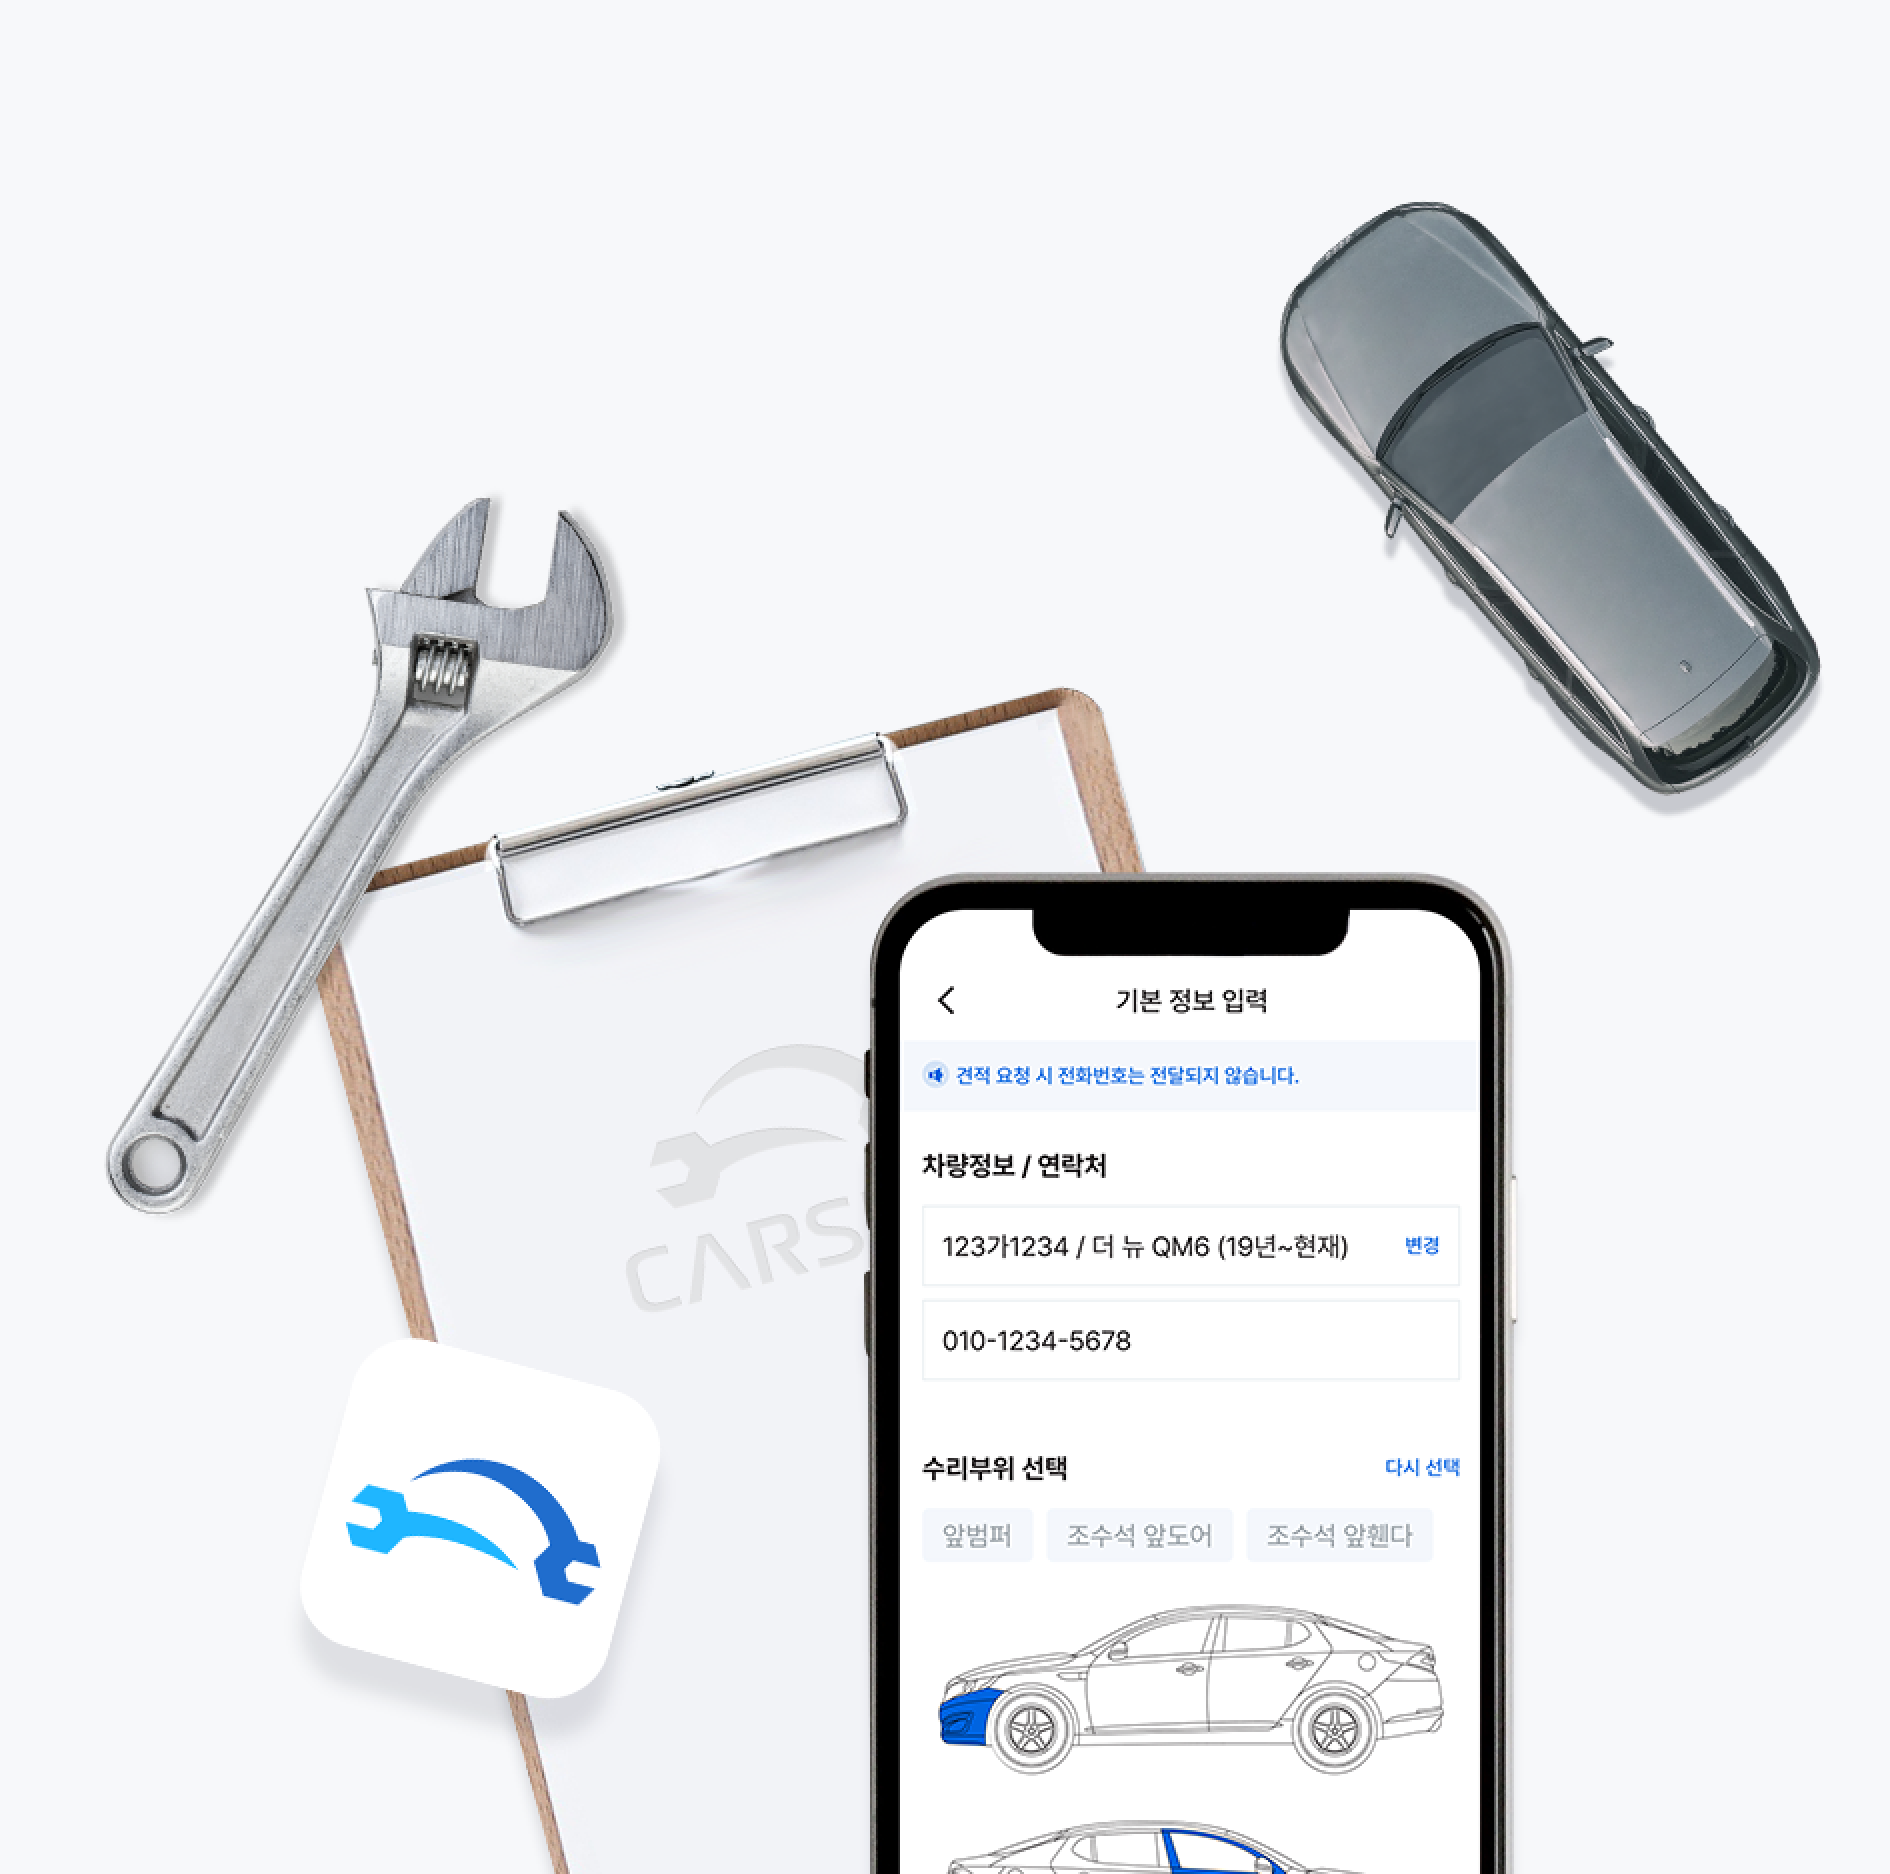 기본 정보 입력
견적 요청 시 전화번호는 전달되지 않습니다.
차량정보 / 연락처
123가1234 / 더 뉴 QM6 (19년~현재) 변경
010-1234-5678
수리부위 선택 다시 선택
앞범퍼 조수석 앞도어 조수석 앞휀다
CARS